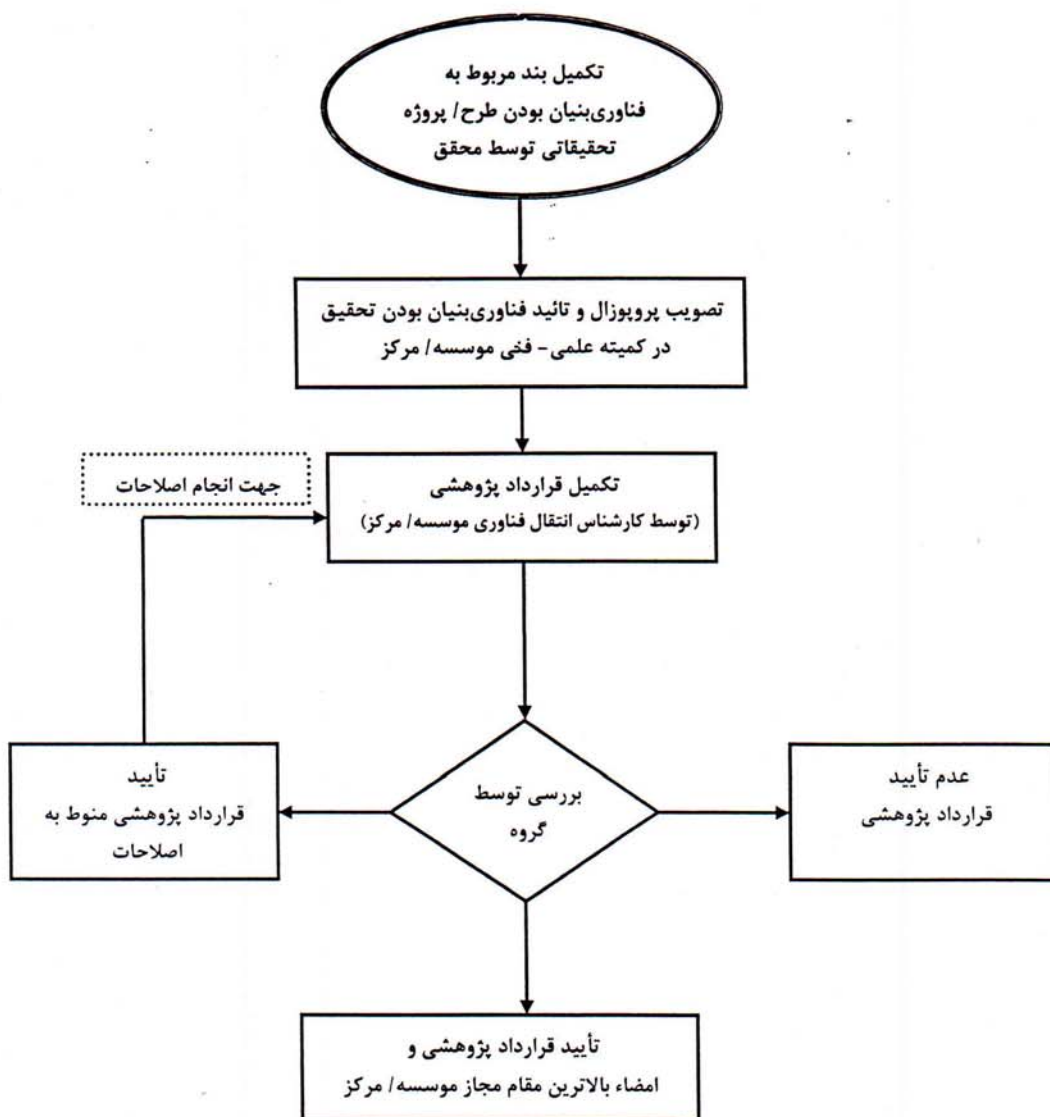 تکمیل بند مربوط به
فناوری‌بنیان بودن طرح/ پروژه
تحقیقاتی توسط محقق
تصویب پروپوزال و تائید فناوری‌بنیان بودن تحقیق
در کمیته علمی- فنی موسسه/ مرکز
جهت انجام اصلاحات
تکمیل قرارداد پژوهشی
(توسط کارشناس انتقال فناوری موسسه/ مرکز)
عدم تأیید
قرارداد پژوهشی
بررسی توسط
گروه
تأیید
قرارداد پژوهشی منوط به
اصلاحات
تأیید قرارداد پژوهشی و
امضاء بالاترین مقام مجاز موسسه/ مرکز